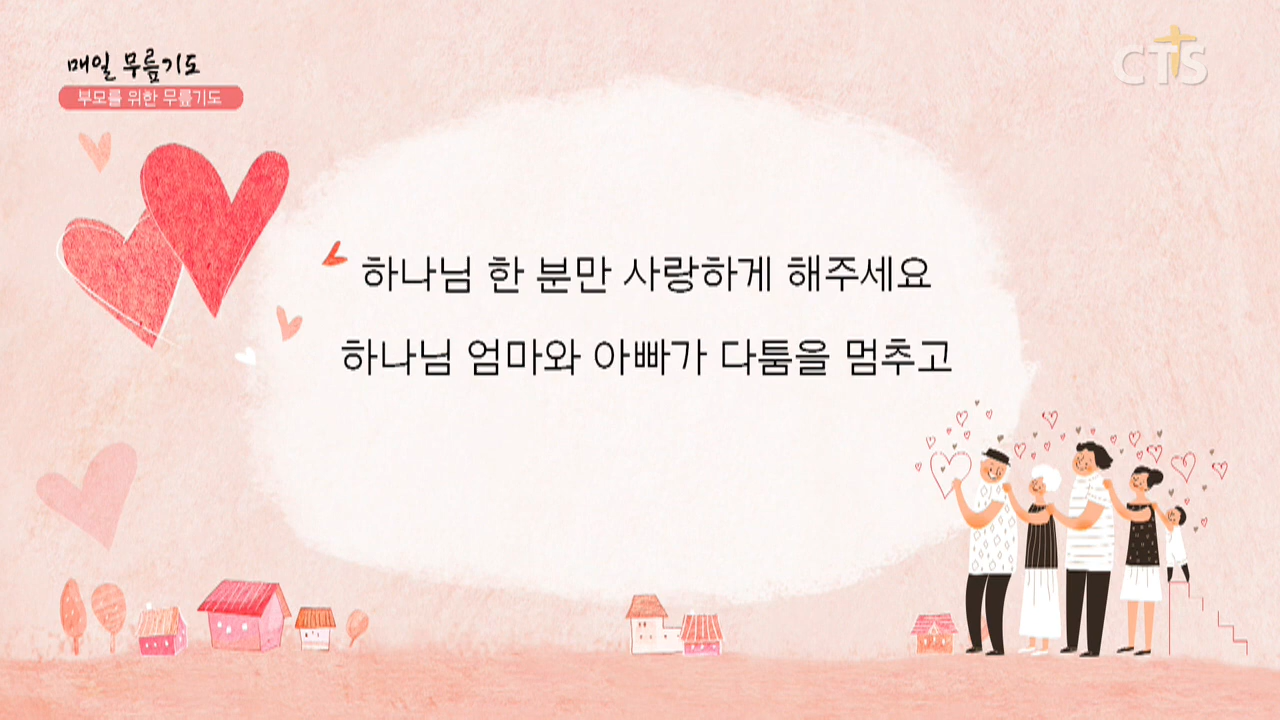 매일 무릎기도
부모를 위한 무릎기도
CTS
하나님 한 분만 사랑하게 해주세요
하나님 엄마와 아빠가 다툼을 멈추고